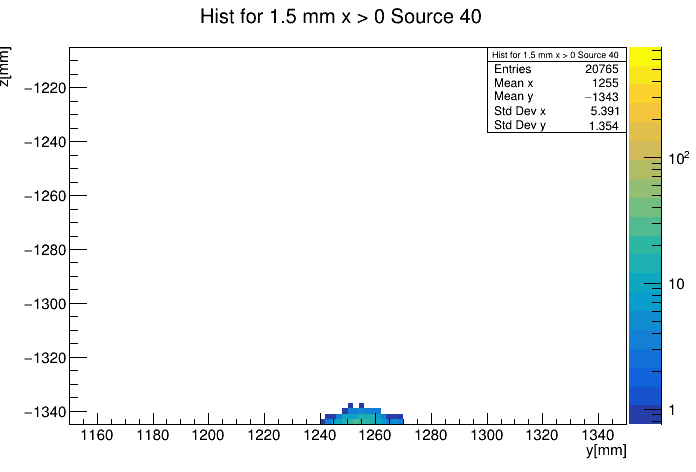 Hist for 1.5 mm x > 0 Source 40
z[mm]
Hist for 1.5 mm x > 0 Source 40
Entries 20765
Mean x 1255
Mean y −1343
Std Dev x 5.391
Std Dev y 1.354
−1220
−1240
−1260
−1280
−1300
−1320
−1340
10²
10
1
1160 1180 1200 1220 1240 1260 1280 1300 1320 1340
y[mm]